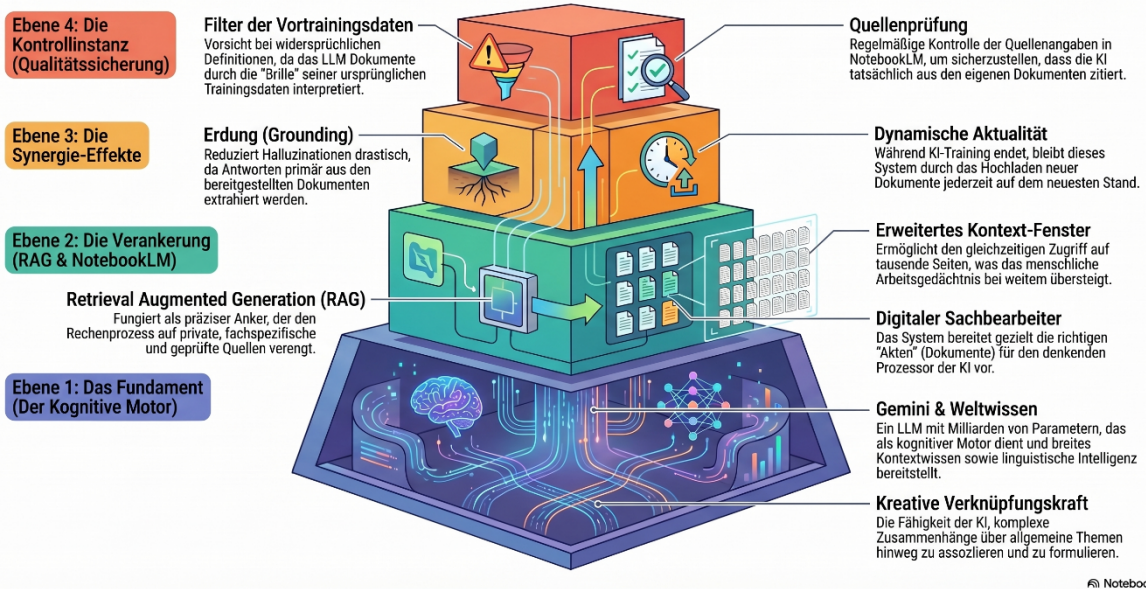 Ebene 4: Die
Kontrollinstanz
(Qualitätssicherung)
Filter der Vortrainingsdaten
Vorsicht bei widersprüchlichen
Definitionen, da das LLM Dokumente
durch die "Brille" seiner ursprünglichen
Trainingsdaten interpretiert.
Quellenprüfung
Regelmäßige Kontrolle der Quellenangaben in
NotebookLM, um sicherzustellen, dass die KI
tatsächlich aus den eigenen Dokumenten zitiert.
Ebene 3: Die
Synergie-Effekte
Erdung (Grounding)
Reduziert Halluzinationen drastisch,
da Antworten primär aus den
bereitgestellten Dokumenten
extrahiert werden.
Dynamische Aktualität
Während KI-Training endet, bleibt dieses
System durch das Hochladen neuer
Dokumente jederzeit auf dem neuesten Stand.
Ebene 2: Die Verankerung
(RAG & NotebookLM)
Retrieval Augmented Generation (RAG)
Fungiert als präziser Anker, der den
Rechenprozess auf private, fachspezifische
und geprüfte Quellen verengt.
Erweitertes Kontext-Fenster
Ermöglicht den gleichzeitigen Zugriff auf
tausende Seiten, was das menschliche
Arbeitsgedächtnis bei weitem übersteigt.
Digitaler Sachbearbeiter
Das System bereitet gezielt die richtigen
"Akten" (Dokumente) für den denkenden
Prozessor der KI vor.
Ebene 1: Das Fundament
(Der Kognitive Motor)
Gemini & Weltwissen
Ein LLM mit Milliarden von Parametern, das
als kognitiver Motor dient und breites
Kontextwissen sowie linguistische Intelligenz
bereitstellt.
Kreative Verknüpfungskraft
Die Fähigkeit der KI, komplexe
Zusammenhänge über allgemeine Themen
hinweg zu assozlieren und zu formulieren.
Noteboo